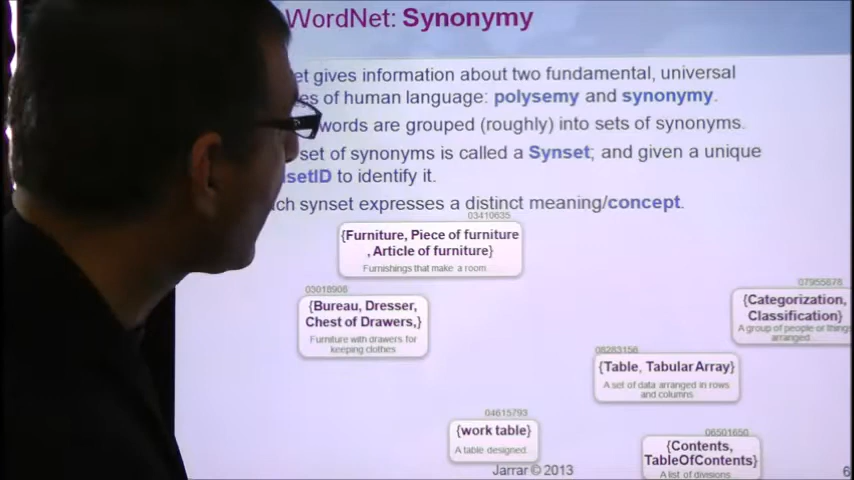 WordNet: Synonymy
et gives information about two fundamental, universal
es of human language: polysemy and synonymy.
words are grouped (roughly) into sets of synonyms.
set of synonyms is called a Synset; and given a unique
setID to identify it.
ch synset expresses a distinct meaning/concept.
03410635
{Furniture, Piece of furniture
, Article of furniture}
Furnishings that make a room...
03018908
{Bureau, Dresser,
Chest of Drawers,}
Furniture with drawers for
keeping clothes
07955878
{Categorization,
Classification}
A group of people or things
arranged...
08283156
{Table, TabularArray}
A set of data arranged in rows
and columns
04615793
{work table}
A table designed...
06501650
{Contents,
TableOfContents}
A list of divisions...
Jarrar © 2013
6